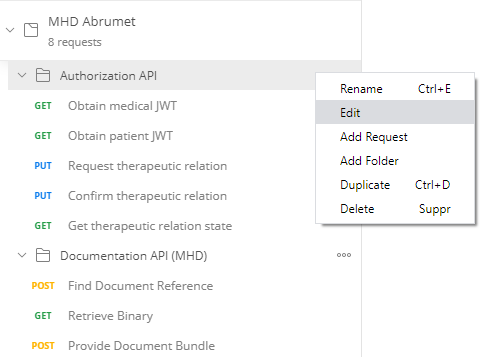 MHD Abrumet
8 requests
Authorization API
GET Obtain medical JWT
GET Obtain patient JWT
PUT Request therapeutic relation
PUT Confirm therapeutic relation
GET Get therapeutic relation state
Documentation API (MHD)
POST Find Document Reference
GET Retrieve Binary
POST Provide Document Bundle
Rename Ctrl+E
Edit
Add Request
Add Folder
Duplicate Ctrl+D
Delete Suppr